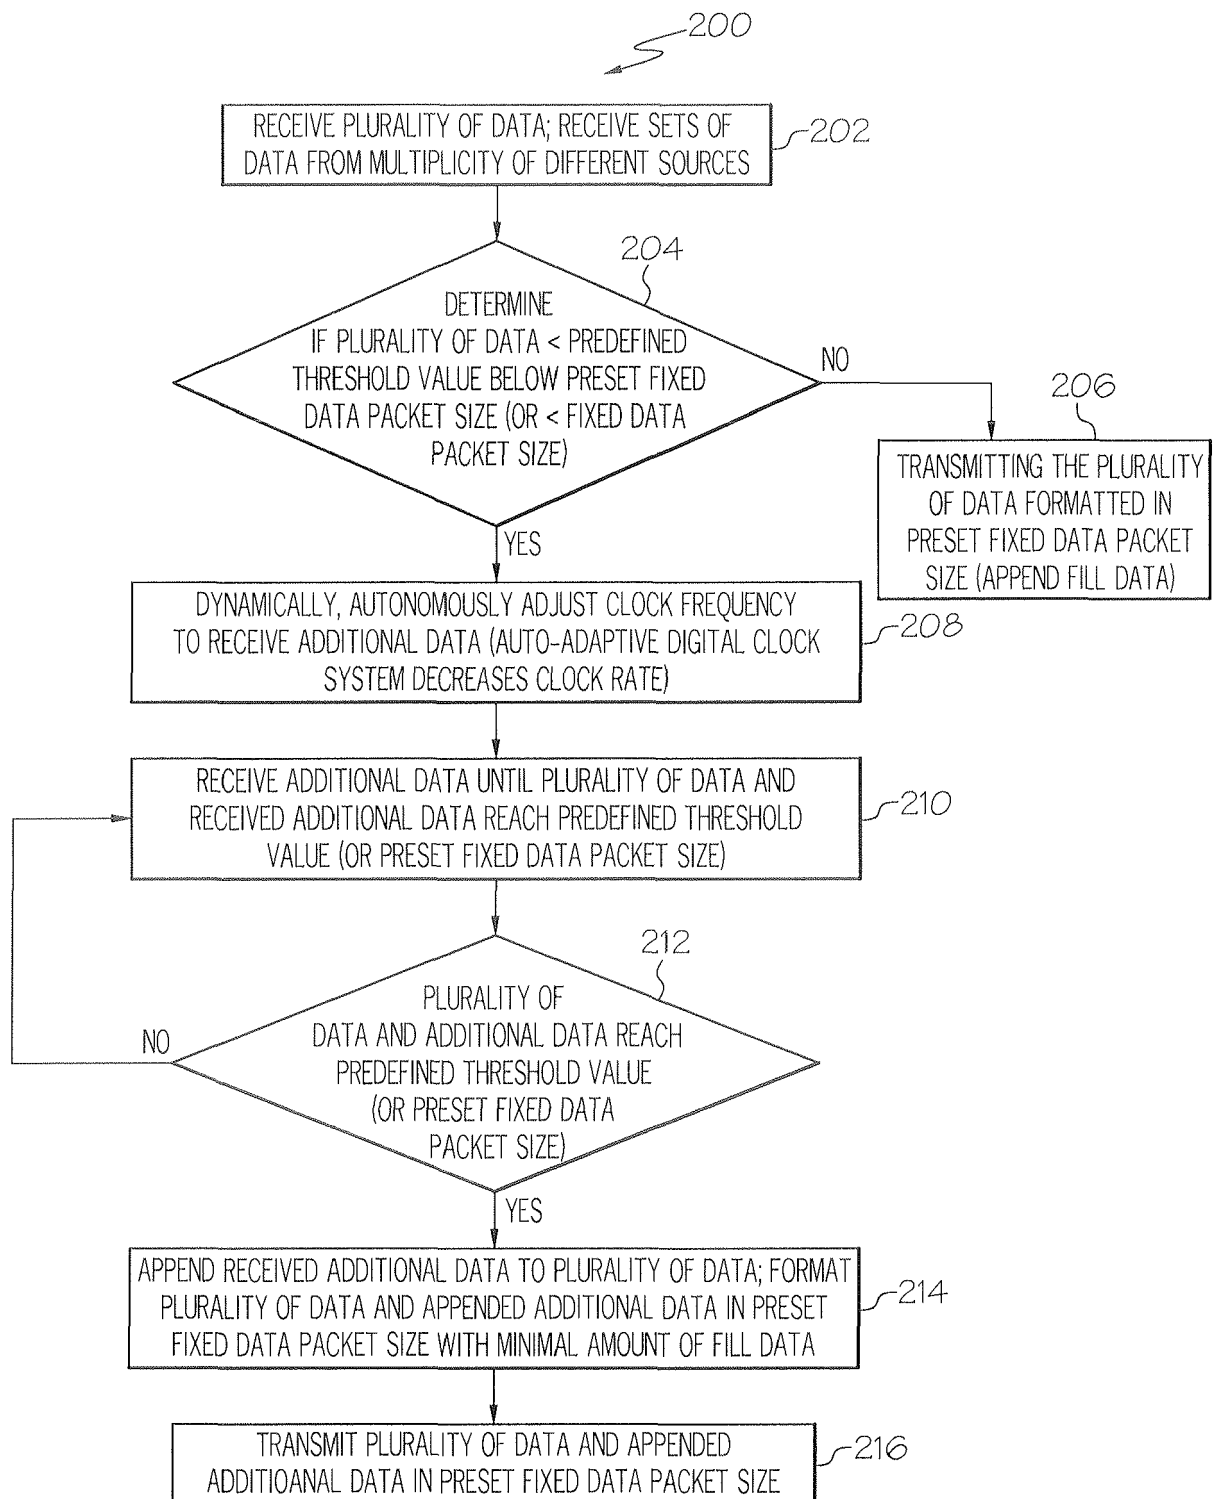 200
RECEIVE PLURALITY OF DATA; RECEIVE SETS OF
DATA FROM MULTIPLICITY OF DIFFERENT SOURCES
202
204
DETERMINE
IF PLURALITY OF DATA < PREDEFINED
THRESHOLD VALUE BELOW PRESET FIXED
DATA PACKET SIZE (OR < FIXED DATA
PACKET SIZE)
NO
206
TRANSMITTING THE PLURALITY
OF DATA FORMATTED IN
PRESET FIXED DATA PACKET
SIZE (APPEND FILL DATA)
YES
DYNAMICALLY, AUTONOMOUSLY ADJUST CLOCK FREQUENCY
TO RECEIVE ADDITIONAL DATA (AUTO-ADAPTIVE DIGITAL CLOCK
SYSTEM DECREASES CLOCK RATE)
208
RECEIVE ADDITIONAL DATA UNTIL PLURALITY OF DATA AND
RECEIVED ADDITIONAL DATA REACH PREDEFINED THRESHOLD
VALUE (OR PRESET FIXED DATA PACKET SIZE)
210
212
PLURALITY OF
DATA AND ADDITIONAL DATA REACH
PREDEFINED THRESHOLD VALUE
(OR PRESET FIXED DATA
PACKET SIZE)
NO
YES
APPEND RECEIVED ADDITIONAL DATA TO PLURALITY OF DATA; FORMAT
PLURALITY OF DATA AND APPENDED ADDITIONAL DATA IN PRESET
FIXED DATA PACKET SIZE WITH MINIMAL AMOUNT OF FILL DATA
214
TRANSMIT PLURALITY OF DATA AND APPENDED
ADDITIOANAL DATA IN PRESET FIXED DATA PACKET SIZE
216